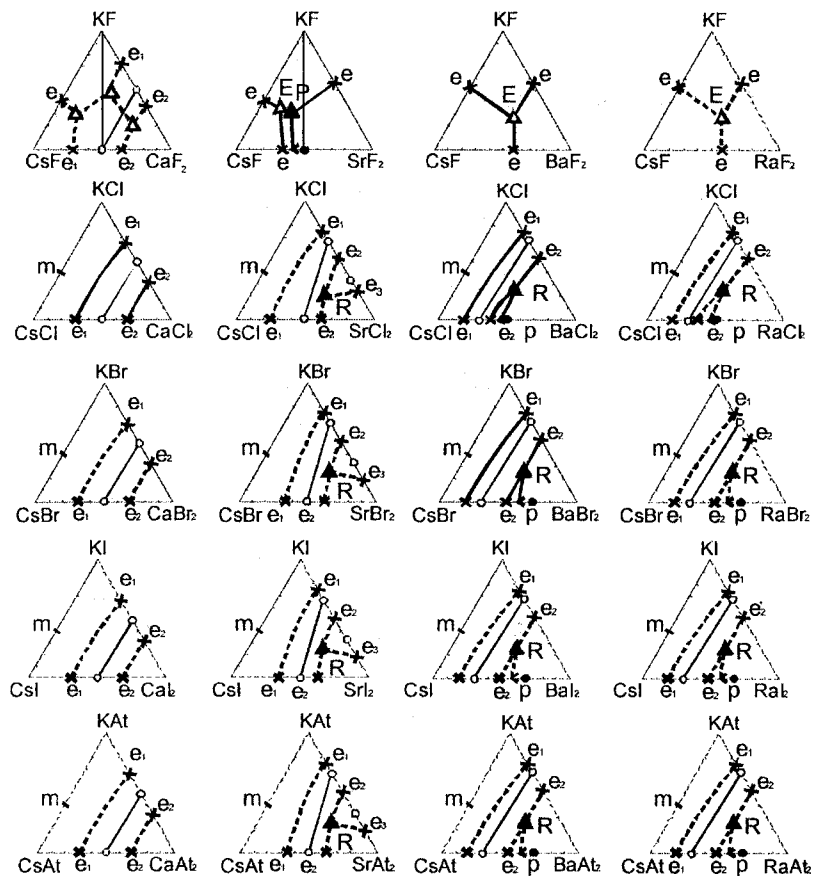 KF KF KF KF
e₁ e e e e e
e e₂ e E P E E
CsF e₁ e₂ CaF₂ CsF e SrF₂ CsF e BaF₂ CsF e RaF₂
KCl KCl KCl KCl
e₁ e₁ e₁ e₁
m e₂ m e₂ e₃ R m e₂ R m e₂ R
CsCl e₁ e₂ CaCl₂ CsCl e₁ e₂ SrCl₂ CsCl e₁ e₂ p BaCl₂ CsCl e₁ e₂ p RaCl₂
KBr KBr KBr KBr
e₁ e₁ e₁ e₁
m e₂ m e₂ e₃ R m e₂ R m e₂ R
CsBr e₁ e₂ CaBr₂ CsBr e₁ e₂ SrBr₂ CsBr e₂ p BaBr₂ CsBr e₁ e₂ p RaBr₂
KI KI KI KI
e₁ e₁ e₁ e₁
m e₂ m e₂ e₃ R m e₂ R m e₂ R
CsI e₁ e₂ CaI₂ CsI e₁ e₂ SrI₂ CsI e₂ p BaI₂ CsI e₁ e₂ p RaI₂
KAt KAt KAt KAt
e₁ e₁ e₁ e₁
m e₂ m e₂ e₃ R m e₂ R m e₂ R
CsAt e₁ e₂ CaAt₂ CsAt e₁ e₂ SrAt₂ CsAt e₂ p BaAt₂ CsAt e₁ e₂ p RaAt₂